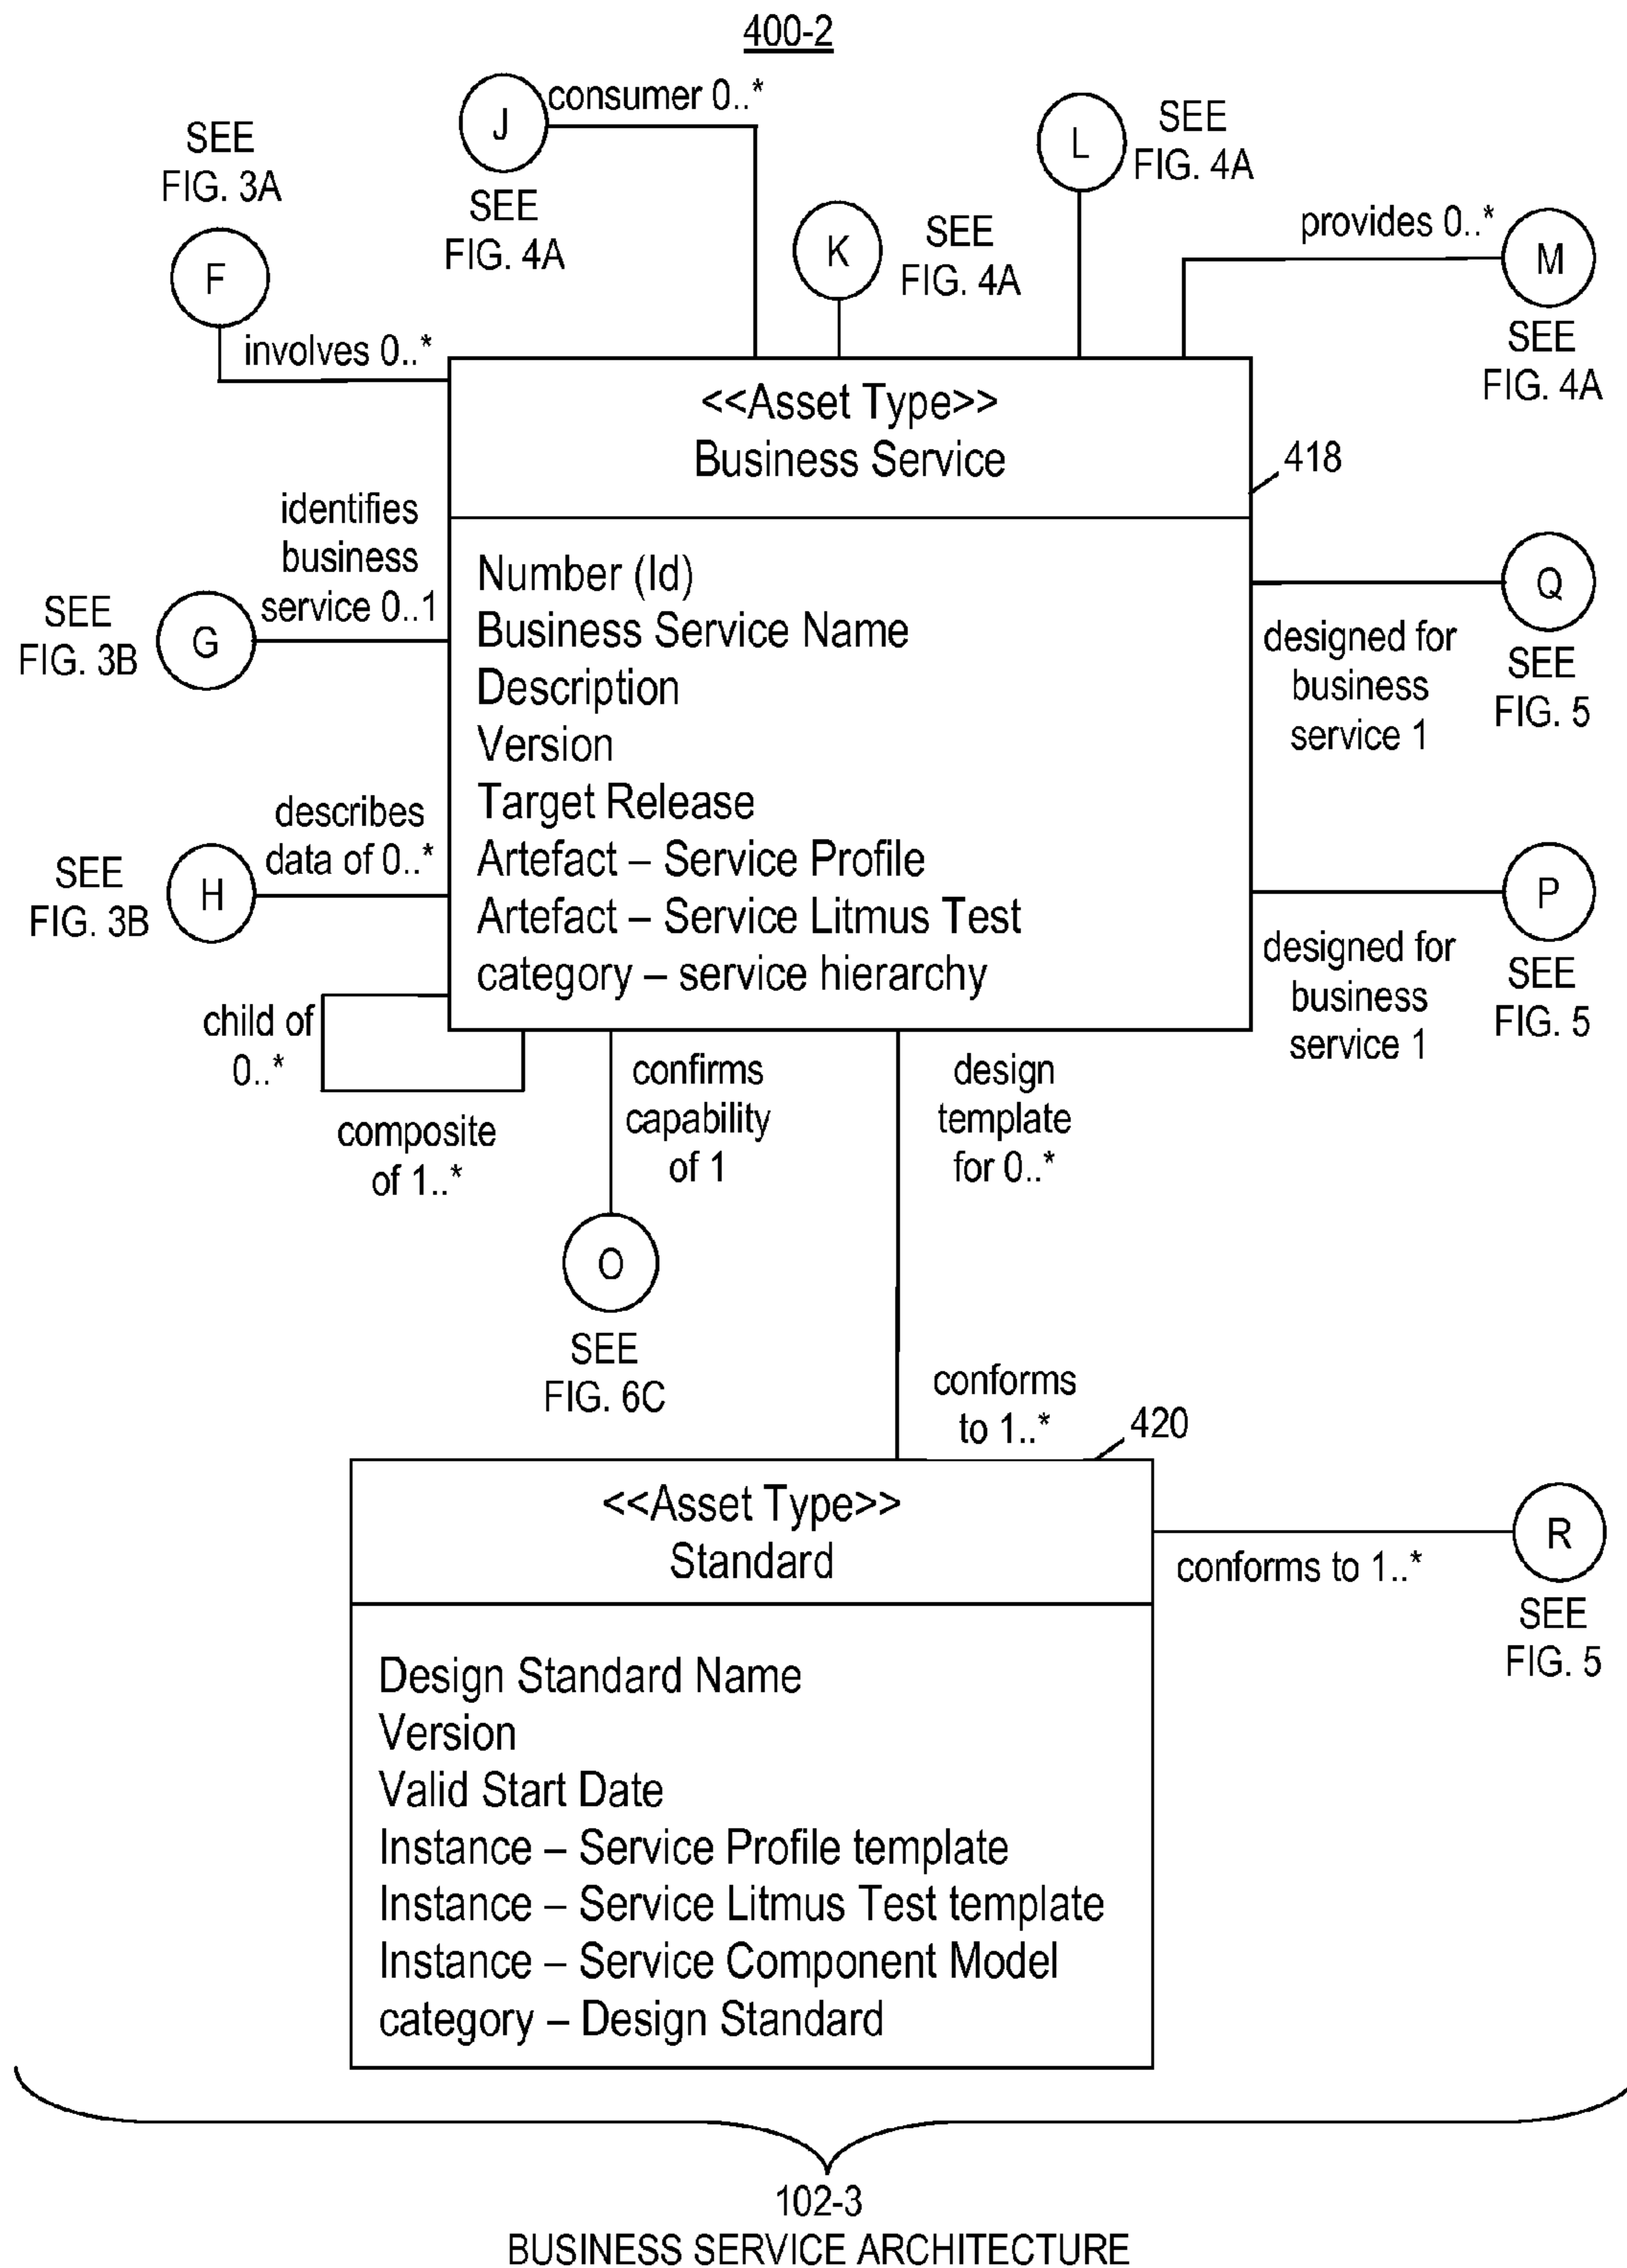 400-2
J
consumer 0..*
SEE
FIG. 4A
SEE
FIG. 3A
F
involves 0..*
K
SEE
FIG. 4A
L
SEE
FIG. 4A
provides 0..*
M
SEE
FIG. 4A
<<Asset Type>>
Business Service
418
Number (Id)
Business Service Name
Description
Version
Target Release
Artefact – Service Profile
Artefact – Service Litmus Test
category – service hierarchy
identifies
business
service 0..1
SEE
FIG. 3B
G
describes
data of 0..*
SEE
FIG. 3B
H
Q
designed for
business
service 1
SEE
FIG. 5
P
designed for
business
service 1
SEE
FIG. 5
child of
0..*
composite
of 1..*
confirms
capability
of 1
O
SEE
FIG. 6C
design
template
for 0..*
conforms
to 1..*
420
<<Asset Type>>
Standard
Design Standard Name
Version
Valid Start Date
Instance – Service Profile template
Instance – Service Litmus Test template
Instance – Service Component Model
category – Design Standard
conforms to 1..*
R
SEE
FIG. 5
102-3
BUSINESS SERVICE ARCHITECTURE